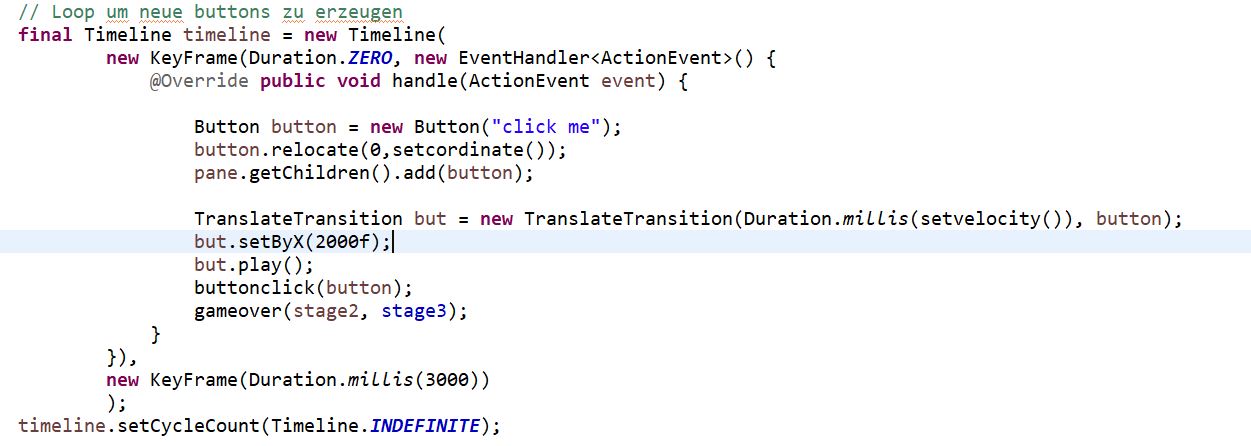 // Loop um neue buttons zu erzeugen
final Timeline timeline = new Timeline(
new KeyFrame(Duration.ZERO, new EventHandler<ActionEvent>() {
@Override public void handle(ActionEvent event) {
Button button = new Button("click me");
button.relocate(0,setcordinate());
pane.getChildren().add(button);
TranslateTransition but = new TranslateTransition(Duration.millis(setvelocity()), button);
but.setByX(2000f);
but.play();
buttonclick(button);
gameover(stage2, stage3);
}
}),
new KeyFrame(Duration.millis(3000))
);
timeline.setCycleCount(Timeline.INDEFINITE);